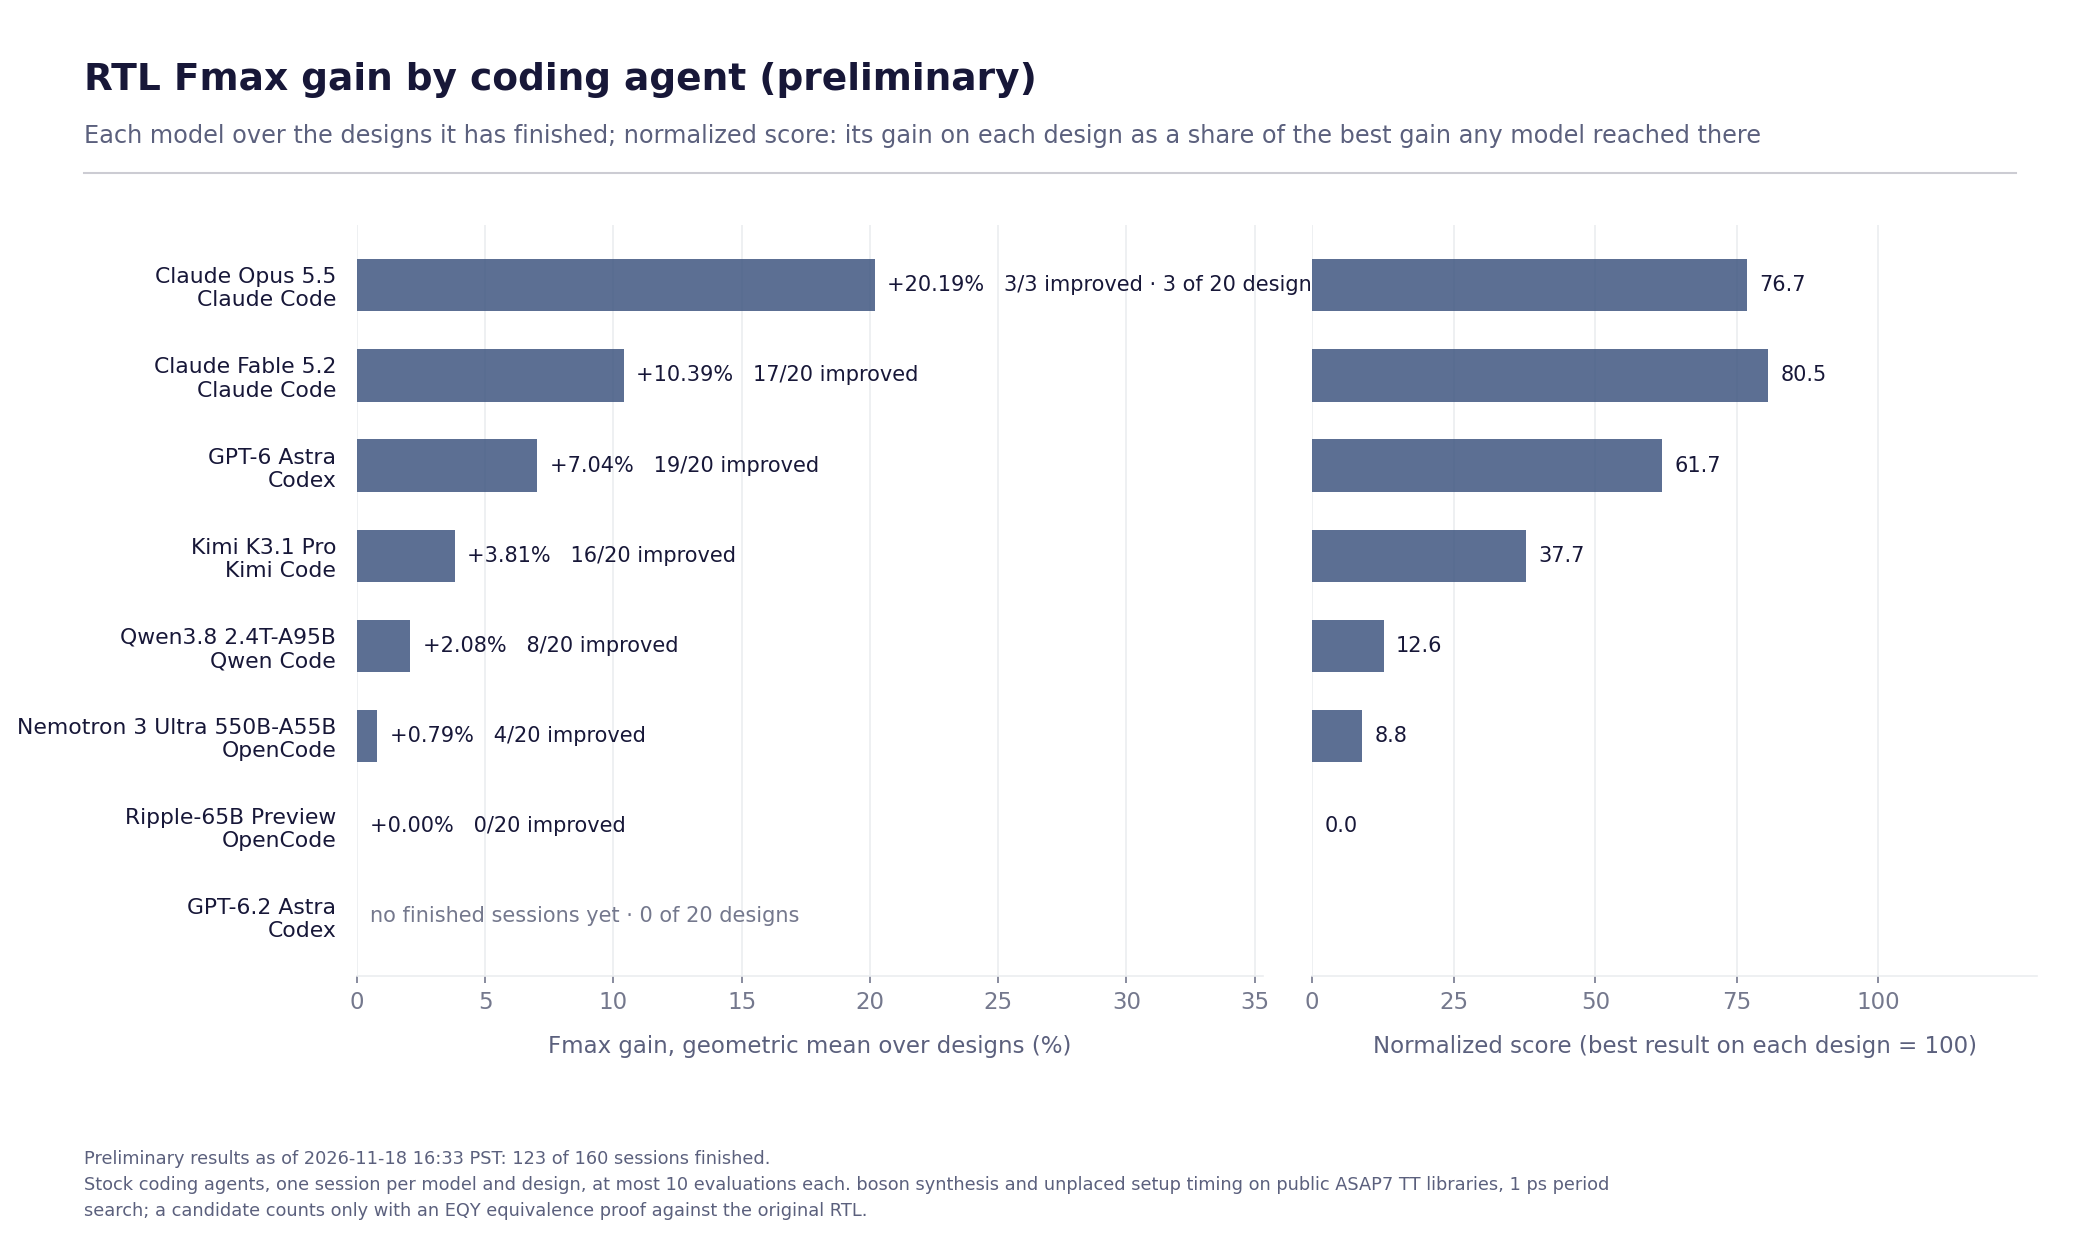 RTL Fmax gain by coding agent (preliminary)
Each model over the designs it has finished; normalized score: its gain on each design as a share of the best gain any model reached there
Claude Opus 5.5
Claude Code
+20.19% 3/3 improved · 3 of 20 design
76.7
Claude Fable 5.2
Claude Code
+10.39% 17/20 improved
80.5
GPT-6 Astra
Codex
+7.04% 19/20 improved
61.7
Kimi K3.1 Pro
Kimi Code
+3.81% 16/20 improved
37.7
Qwen3.8 2.4T-A95B
Qwen Code
+2.08% 8/20 improved
12.6
Nemotron 3 Ultra 550B-A55B
OpenCode
+0.79% 4/20 improved
8.8
Ripple-65B Preview
OpenCode
+0.00% 0/20 improved
0.0
GPT-6.2 Astra
Codex
no finished sessions yet · 0 of 20 designs
0 5 10 15 20 25 30 35
0 25 50 75 100
Fmax gain, geometric mean over designs (%)
Normalized score (best result on each design = 100)
Preliminary results as of 2026-11-18 16:33 PST: 123 of 160 sessions finished.
Stock coding agents, one session per model and design, at most 10 evaluations each. boson synthesis and unplaced setup timing on public ASAP7 TT libraries, 1 ps period
search; a candidate counts only with an EQY equivalence proof against the original RTL.